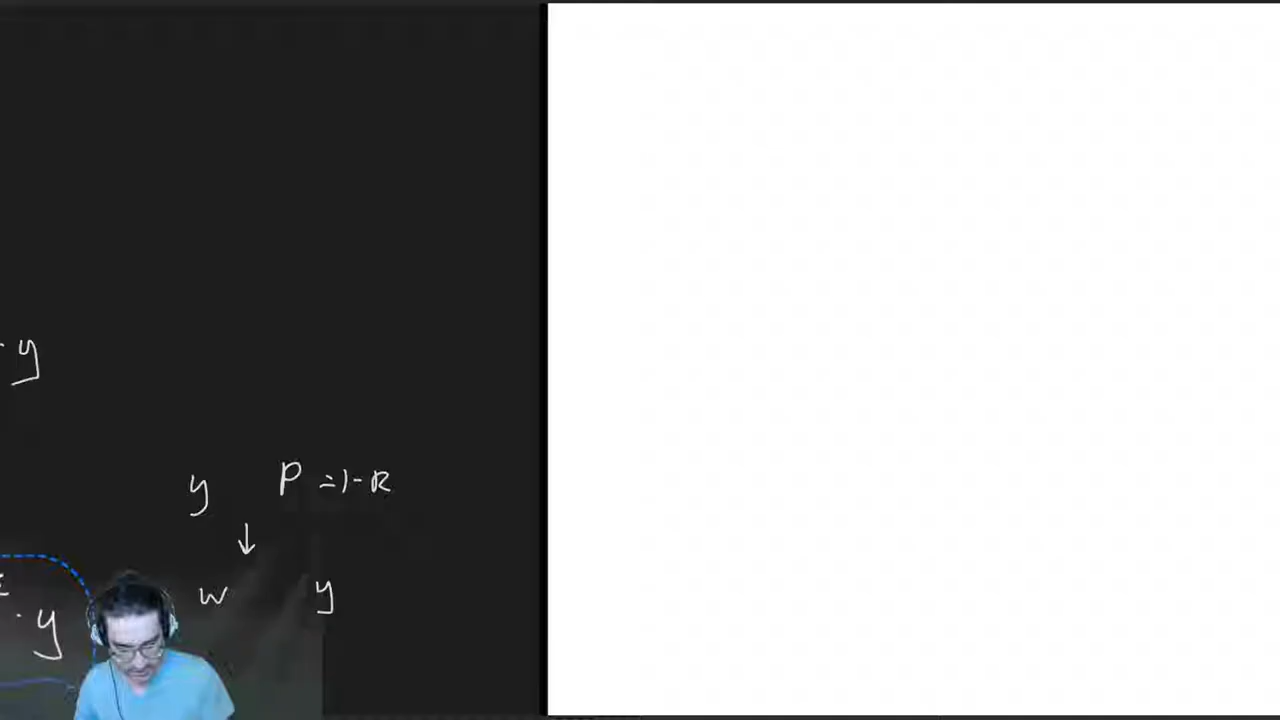 y
y P = 1 - R
↓
w y
· y